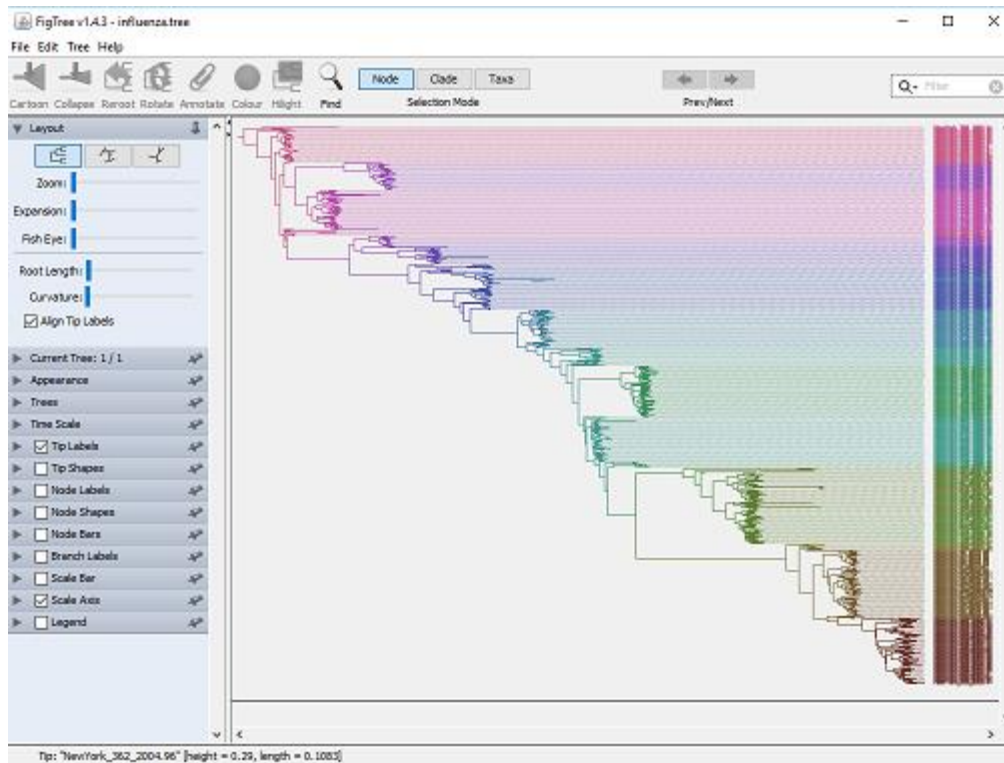 FigTree v1.4.3 - influenza.tree
File Edit Tree Help
Cartoon Collapse Reroot Rotate Annotate Colour Hilight Find
Node Clade Taxa
Selection Mode
Prev/Next
Filter
Layout
Zoom:
Expansion:
Fish Eye:
Root Length:
Curvature:
Align Tip Labels
Current Tree: 1 / 1
Appearance
Trees
Time Scale
Tip Labels
Tip Shapes
Node Labels
Node Shapes
Node Bars
Branch Labels
Scale Bar
Scale Axis
Legend
Tip: "NewYork_362_2004.96" [height = 0.29, length = 0.1083]